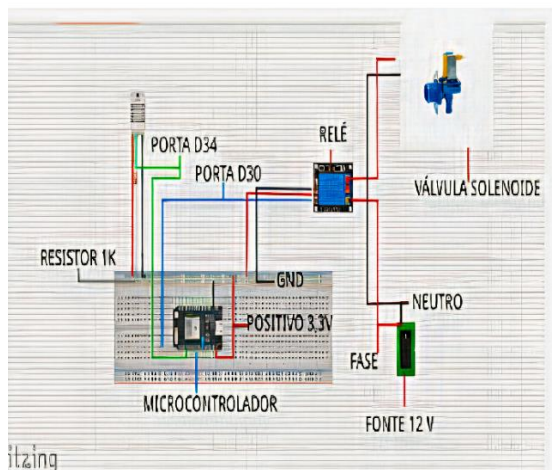 RELÉ
PORTA D34
PORTA D30
VÁLVULA SOLENOIDE
RESISTOR 1K
GND
NEUTRO
POSITIVO 3,3V
FASE
MICROCONTROLADOR
FONTE 12 V
itzing